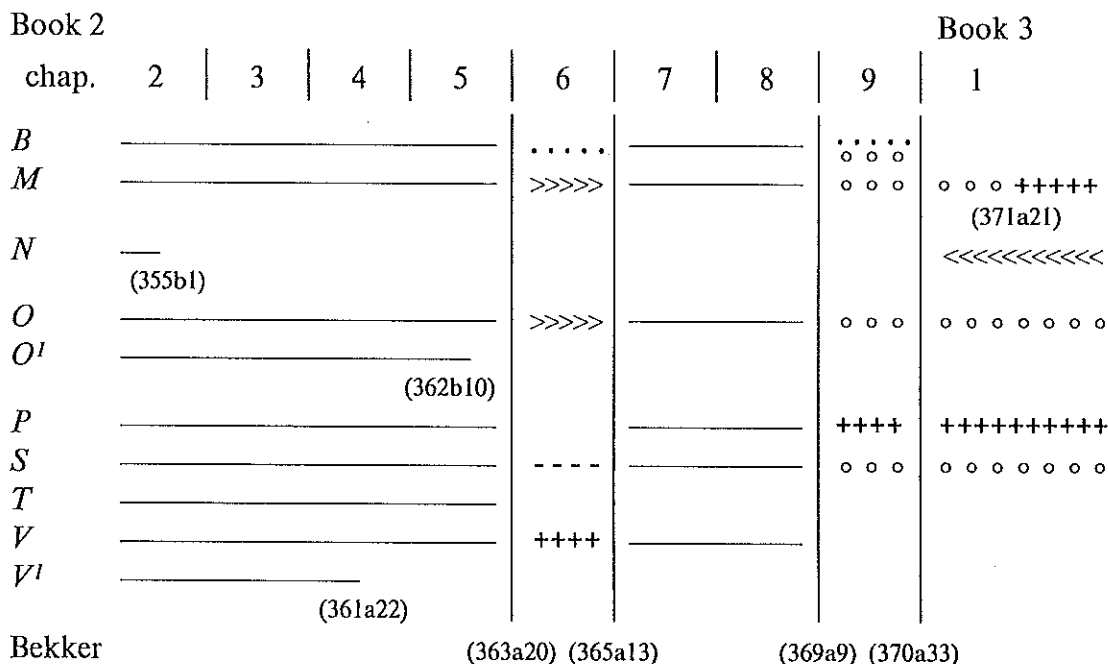 Book 2 Book 3
chap. 2 3 4 5 6 7 8 9 1
B
M
(371a21)
N
(355b1)
O
O¹
(362b10)
P
S
T
V
V¹
(361a22)
Bekker (363a20) (365a13) (369a9) (370a33)